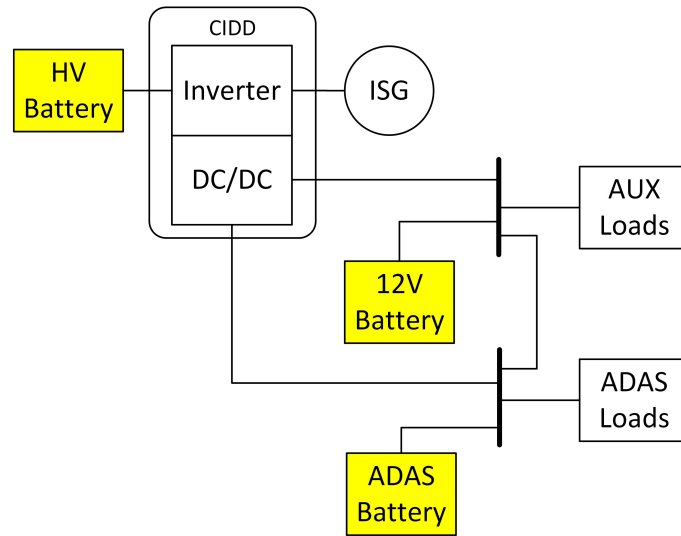 CIDD
HV
Battery
Inverter
ISG
DC/DC
AUX
Loads
12V
Battery
ADAS
Loads
ADAS
Battery